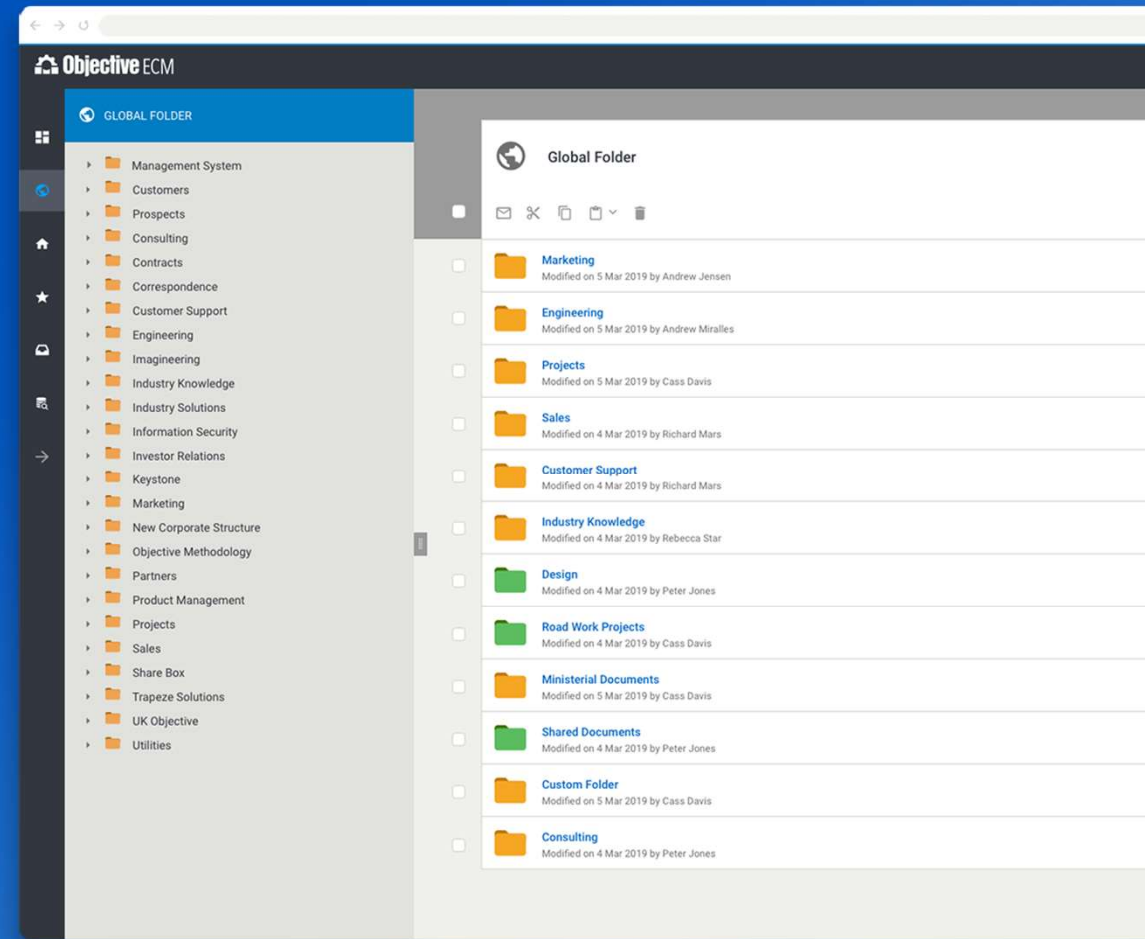 Objective ECM
GLOBAL FOLDER
Management System
Customers
Prospects
Consulting
Contracts
Correspondence
Customer Support
Engineering
Imagineering
Industry Knowledge
Industry Solutions
Information Security
Investor Relations
Keystone
Marketing
New Corporate Structure
Objective Methodology
Partners
Product Management
Projects
Sales
Share Box
Trapeze Solutions
UK Objective
Utilities
Global Folder
Marketing
Modified on 5 Mar 2019 by Andrew Jensen
Engineering
Modified on 5 Mar 2019 by Andrew Miralles
Projects
Modified on 5 Mar 2019 by Cass Davis
Sales
Modified on 4 Mar 2019 by Richard Mars
Customer Support
Modified on 4 Mar 2019 by Richard Mars
Industry Knowledge
Modified on 4 Mar 2019 by Rebecca Star
Design
Modified on 4 Mar 2019 by Peter Jones
Road Work Projects
Modified on 4 Mar 2019 by Cass Davis
Ministerial Documents
Modified on 5 Mar 2019 by Cass Davis
Shared Documents
Modified on 4 Mar 2019 by Peter Jones
Custom Folder
Modified on 5 Mar 2019 by Cass Davis
Consulting
Modified on 4 Mar 2019 by Peter Jones